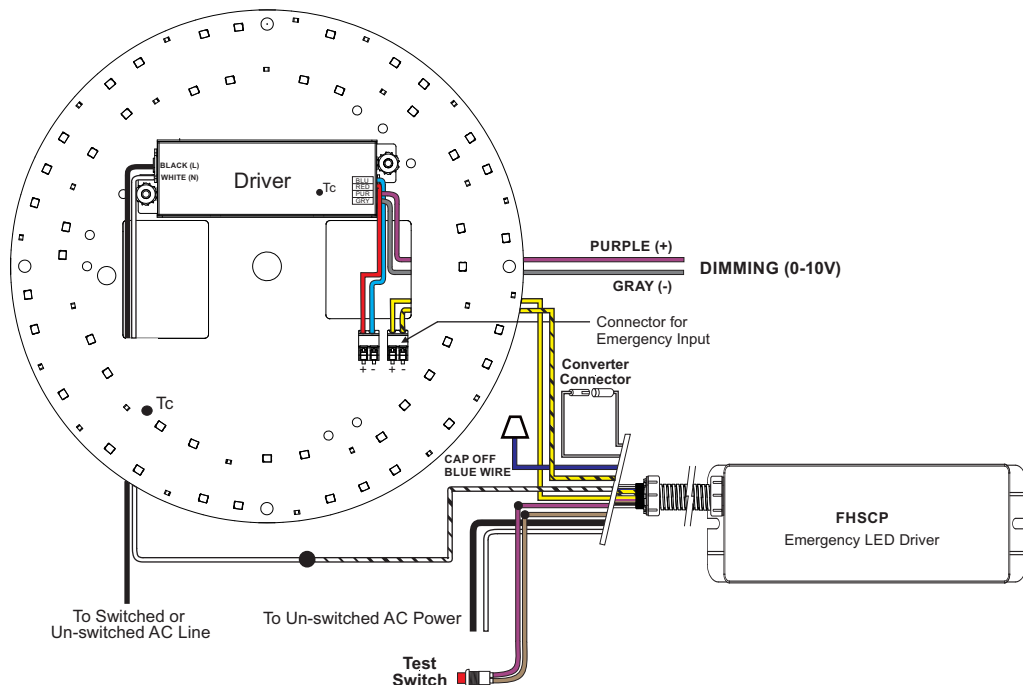 BLACK (L)
WHITE (N)
Driver
Tc
BLU
RED
PUR
GRY
PURPLE (+)
DIMMING (0-10V)
GRAY (-)
Connector for
Emergency Input
+ -
+ -
Converter
Connector
Tc
CAP OFF
BLUE WIRE
FHSCP
Emergency LED Driver
To Switched or
Un-switched AC Line
To Un-switched AC Power
Test
Switch